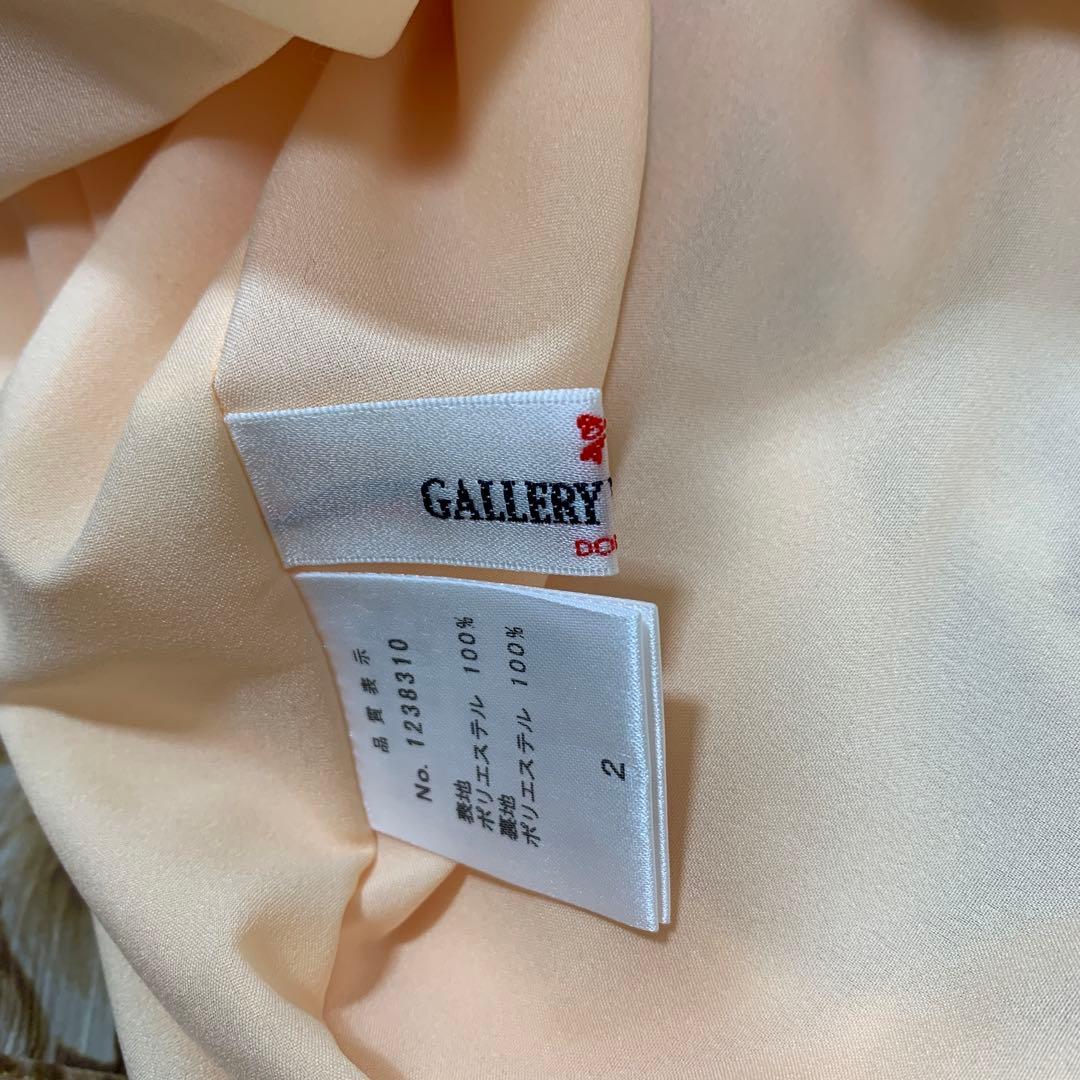 GALLERY
品質表示
No. 1238310
表地
ポリエステル 100%
裏地
ポリエステル 100%
2